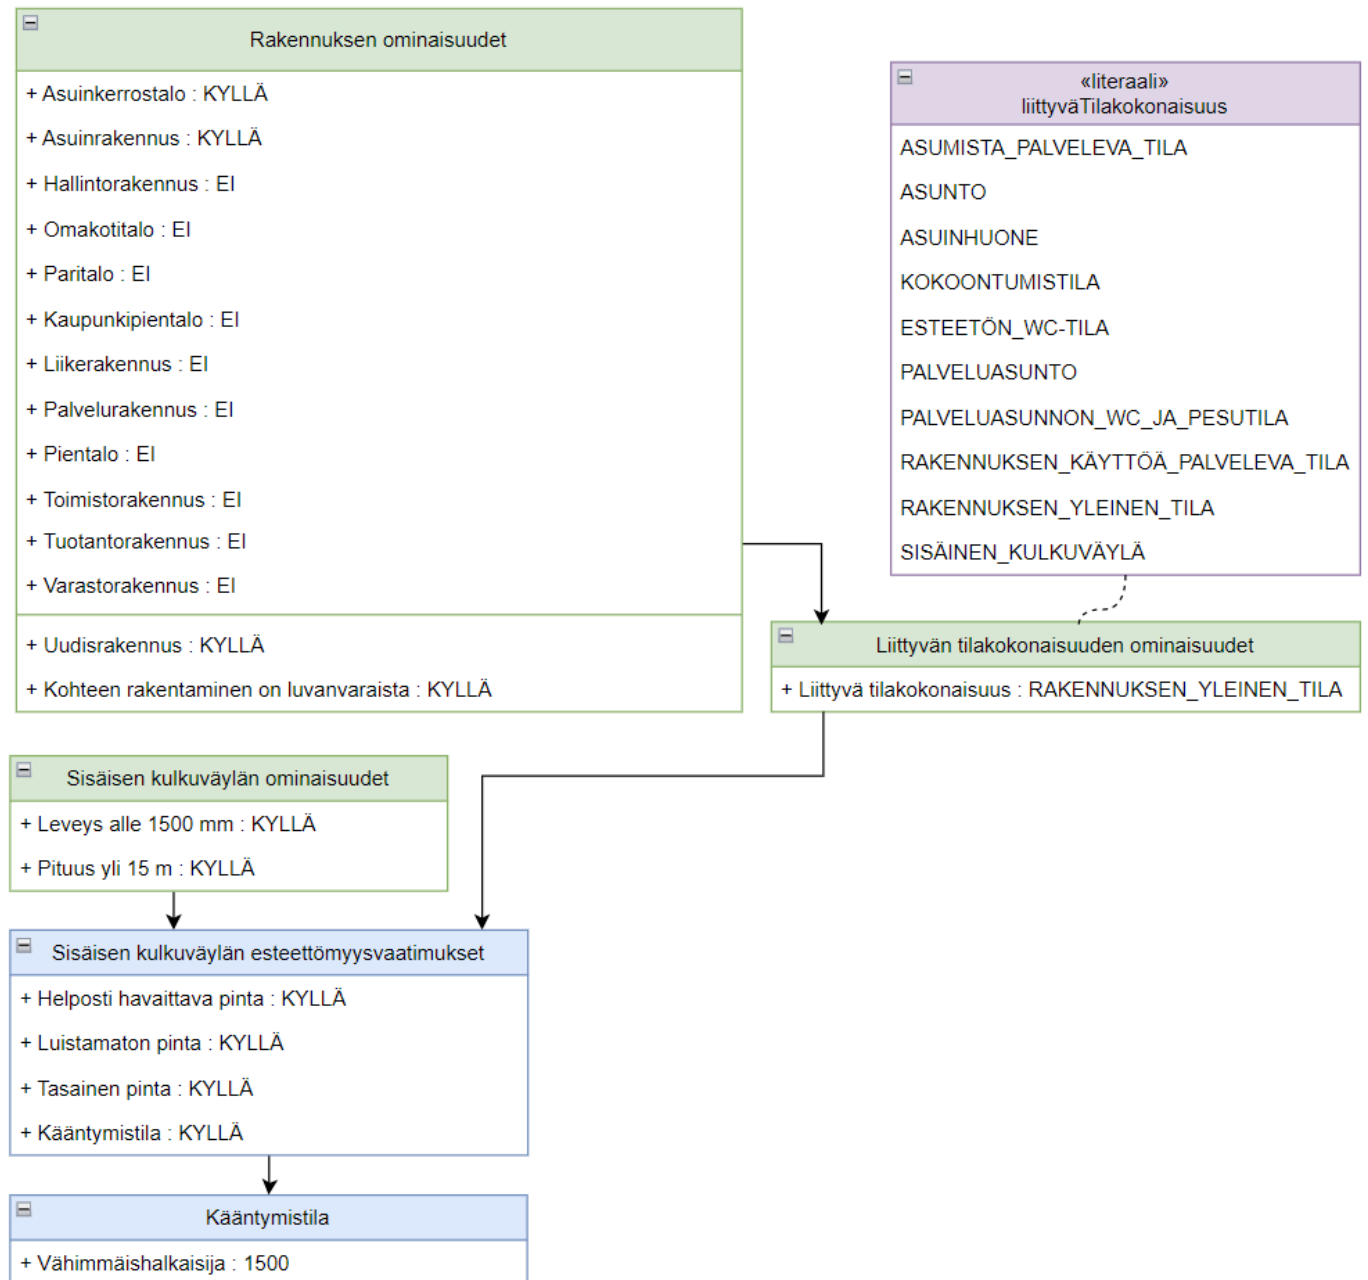 Rakennuksen ominaisuudet
+ Asuinkerrostalo : KYLLÄ
+ Asuinrakennus : KYLLÄ
+ Hallintorakennus : EI
+ Omakotitalo : EI
+ Paritalo : EI
+ Kaupunkipientalo : EI
+ Liikerakennus : EI
+ Palvelurakennus : EI
+ Pientalo : EI
+ Toimistorakennus : EI
+ Tuotantorakennus : EI
+ Varastorakennus : EI
+ Uudisrakennus : KYLLÄ
+ Kohteen rakentaminen on luvanvaraista : KYLLÄ
«literaali»
liittyväTilakokonaisuus
ASUMISTA_PALVELEVA_TILA
ASUNTO
ASUINHUONE
KOKOONTUMISTILA
ESTEETÖN_WC-TILA
PALVELUASUNTO
PALVELUASUNNON_WC_JA_PESUTILA
RAKENNUKSEN_KÄYTTÖÄ_PALVELEVA_TILA
RAKENNUKSEN_YLEINEN_TILA
SISÄINEN_KULKUVÄYLÄ
Liittyvän tilakokonaisuuden ominaisuudet
+ Liittyvä tilakokonaisuus : RAKENNUKSEN_YLEINEN_TILA
Sisäisen kulkuväylän ominaisuudet
+ Leveys alle 1500 mm : KYLLÄ
+ Pituus yli 15 m : KYLLÄ
Sisäisen kulkuväylän esteettömyysvaatimukset
+ Helposti havaittava pinta : KYLLÄ
+ Luistamaton pinta : KYLLÄ
+ Tasainen pinta : KYLLÄ
+ Kääntymistila : KYLLÄ
Kääntymistila
+ Vähimmäishalkaisija : 1500